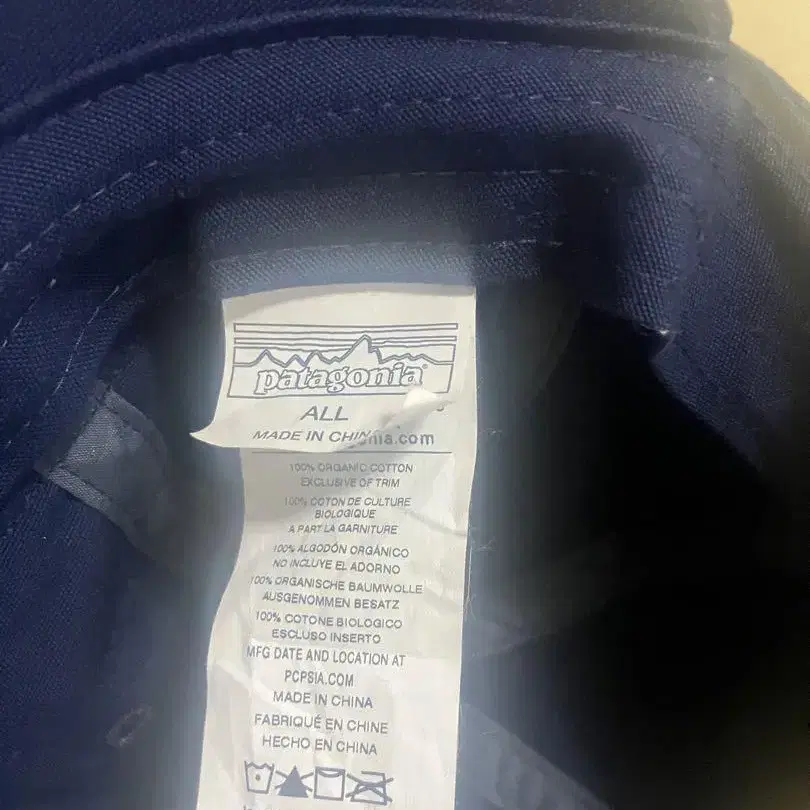 patagonia®
ALL
MADE IN CHINA
.com
100% ORGANIC COTTON
EXCLUSIVE OF TRIM
100% COTON DE CULTURE
BIOLOGIQUE
A PART LA GARNITURE
100% ALGODÓN ORGÁNICO
NO INCLUYE EL ADORNO
100% ORGANISCHE BAUMWOLLE
AUSGENOMMEN BESATZ
100% COTONE BIOLOGICO
ESCLUSO INSERTO
MFG DATE AND LOCATION AT
PCPSIA.COM
MADE IN CHINA
FABRIQUÉ EN CHINE
HECHO EN CHINA